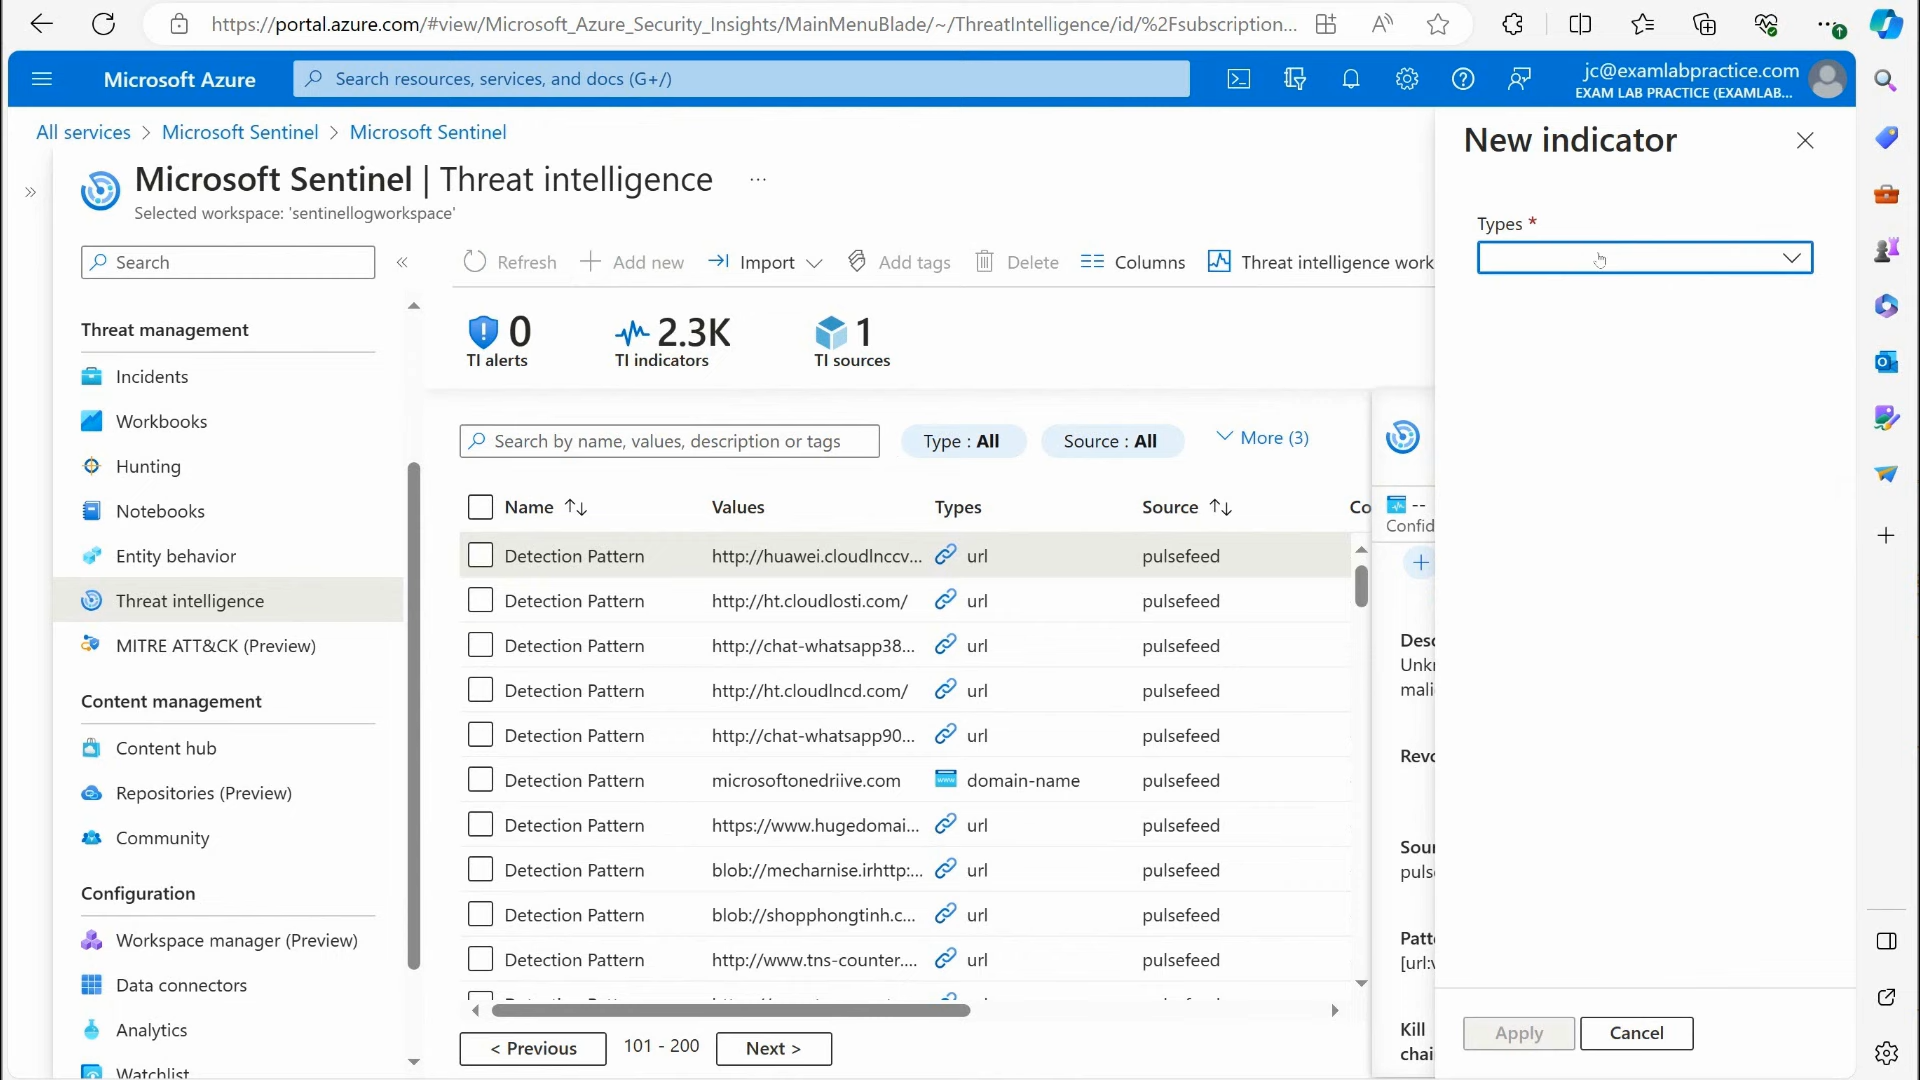 https://portal.azure.com/#view/Microsoft_Azure_Security_Insights/MainMenuBlade/~/ThreatIntelligence/id/%2Fsubscription...
Microsoft Azure
Search resources, services, and docs (G+/)
jc@examlabpractice.com
EXAM LAB PRACTICE (EXAMLAB...
All services > Microsoft Sentinel > Microsoft Sentinel
Microsoft Sentinel | Threat intelligence ...
Selected workspace: 'sentinellogworkspace'
Search
Threat management
Incidents
Workbooks
Hunting
Notebooks
Entity behavior
Threat intelligence
MITRE ATT&CK (Preview)
Content management
Content hub
Repositories (Preview)
Community
Configuration
Workspace manager (Preview)
Data connectors
Analytics
Watchlist
Refresh Add new Import Add tags Delete Columns Threat intelligence work
0 2.3K 1
TI alerts TI indicators TI sources
Search by name, values, description or tags Type : All Source : All More (3)
Name Values Types Source Co
Detection Pattern http://huawei.cloudlnccv... url pulsefeed
Detection Pattern http://ht.cloudlosti.com/ url pulsefeed
Detection Pattern http://chat-whatsapp38... url pulsefeed
Detection Pattern http://ht.cloudlncd.com/ url pulsefeed
Detection Pattern http://chat-whatsapp90... url pulsefeed
Detection Pattern microsoftonedriive.com domain-name pulsefeed
Detection Pattern https://www.hugedomai... url pulsefeed
Detection Pattern blob://mecharnise.irhttp:... url pulsefeed
Detection Pattern blob://shopphongtinh.c... url pulsefeed
Detection Pattern http://www.tns-counter.... url pulsefeed
< Previous 101 - 200 Next >
--
Confid
Desc
Unkn
mali
Revo
Sour
puls
Patt
[url:v
Kill
chai
New indicator
Types *
Apply Cancel